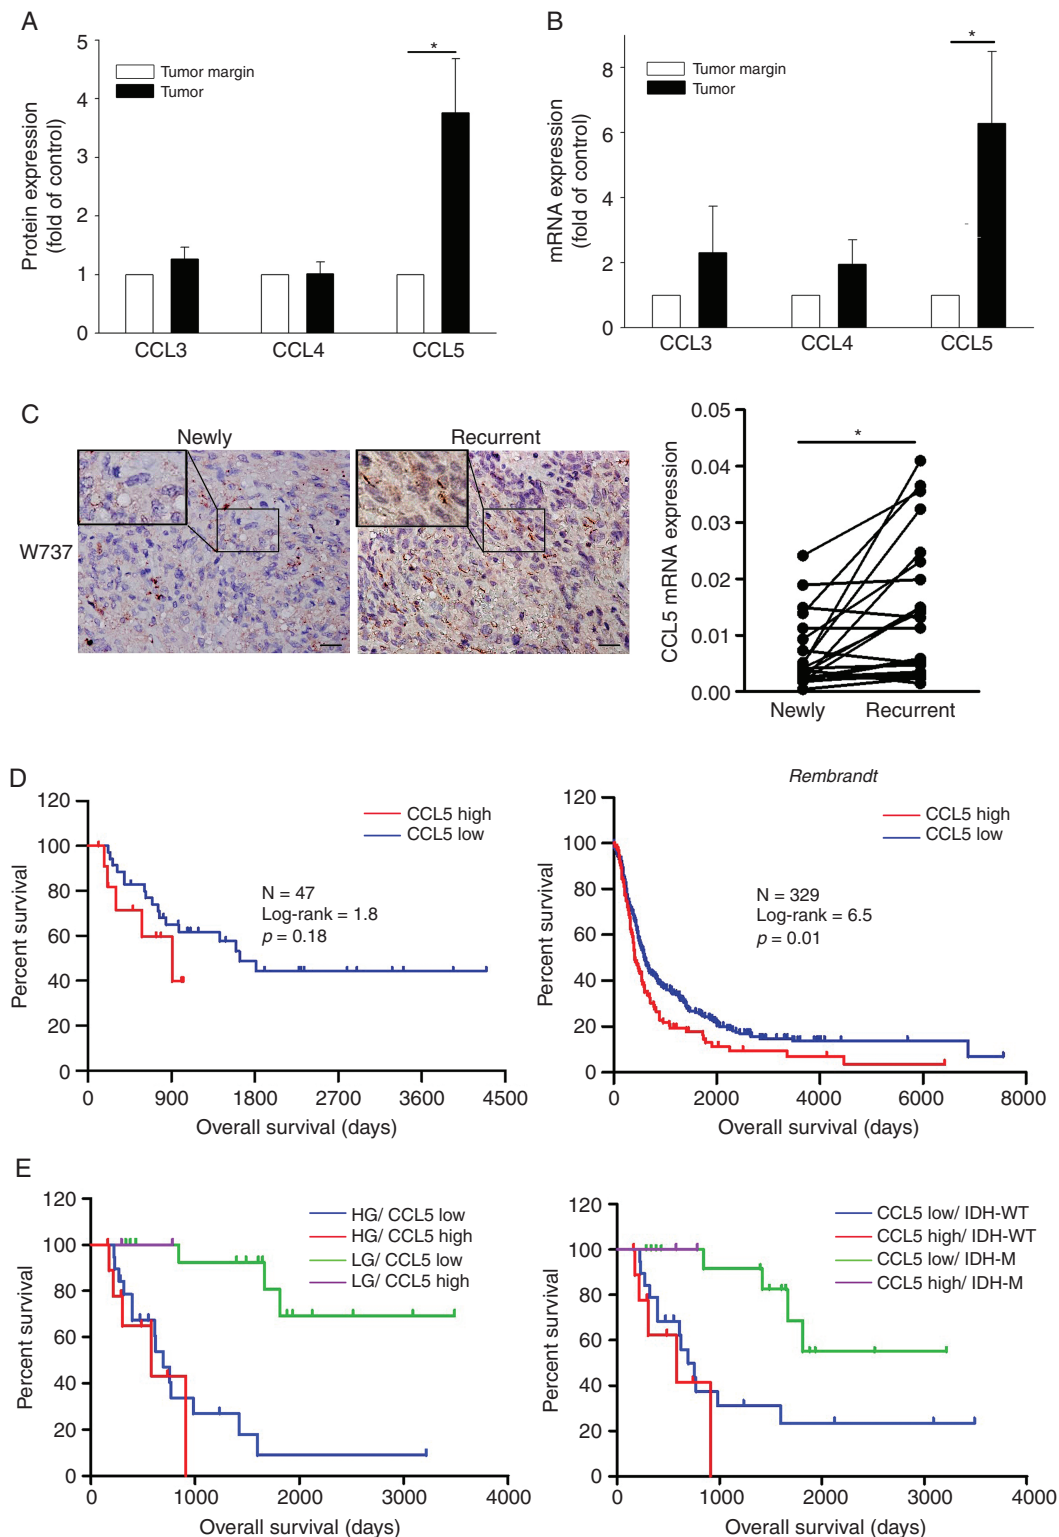 A
Protein expression
(fold of control)
5
4
3
2
1
0
Tumor margin
Tumor
*
CCL3
CCL4
CCL5
B
mRNA expression
(fold of control)
8
6
4
2
0
Tumor margin
Tumor
*
CCL3
CCL4
CCL5
C
Newly
Recurrent
W737
CCL5 mRNA expression
0.05
0.04
0.03
0.02
0.01
0.00
*
Newly
Recurrent
D
Percent survival
120
100
80
60
40
20
0
CCL5 high
CCL5 low
N = 47
Log-rank = 1.8
p = 0.18
0
900
1800
2700
3600
4500
Overall survival (days)
Rembrandt
Percent survival
120
100
80
60
40
20
0
CCL5 high
CCL5 low
N = 329
Log-rank = 6.5
p = 0.01
0
2000
4000
6000
8000
Overall survival (days)
E
Percent survival
120
100
80
60
40
20
0
HG/ CCL5 low
HG/ CCL5 high
LG/ CCL5 low
LG/ CCL5 high
0
1000
2000
3000
4000
Overall survival (days)
Percent survival
120
100
80
60
40
20
0
CCL5 low/ IDH-WT
CCL5 high/ IDH-WT
CCL5 low/ IDH-M
CCL5 high/ IDH-M
0
1000
2000
3000
4000
Overall survival (days)